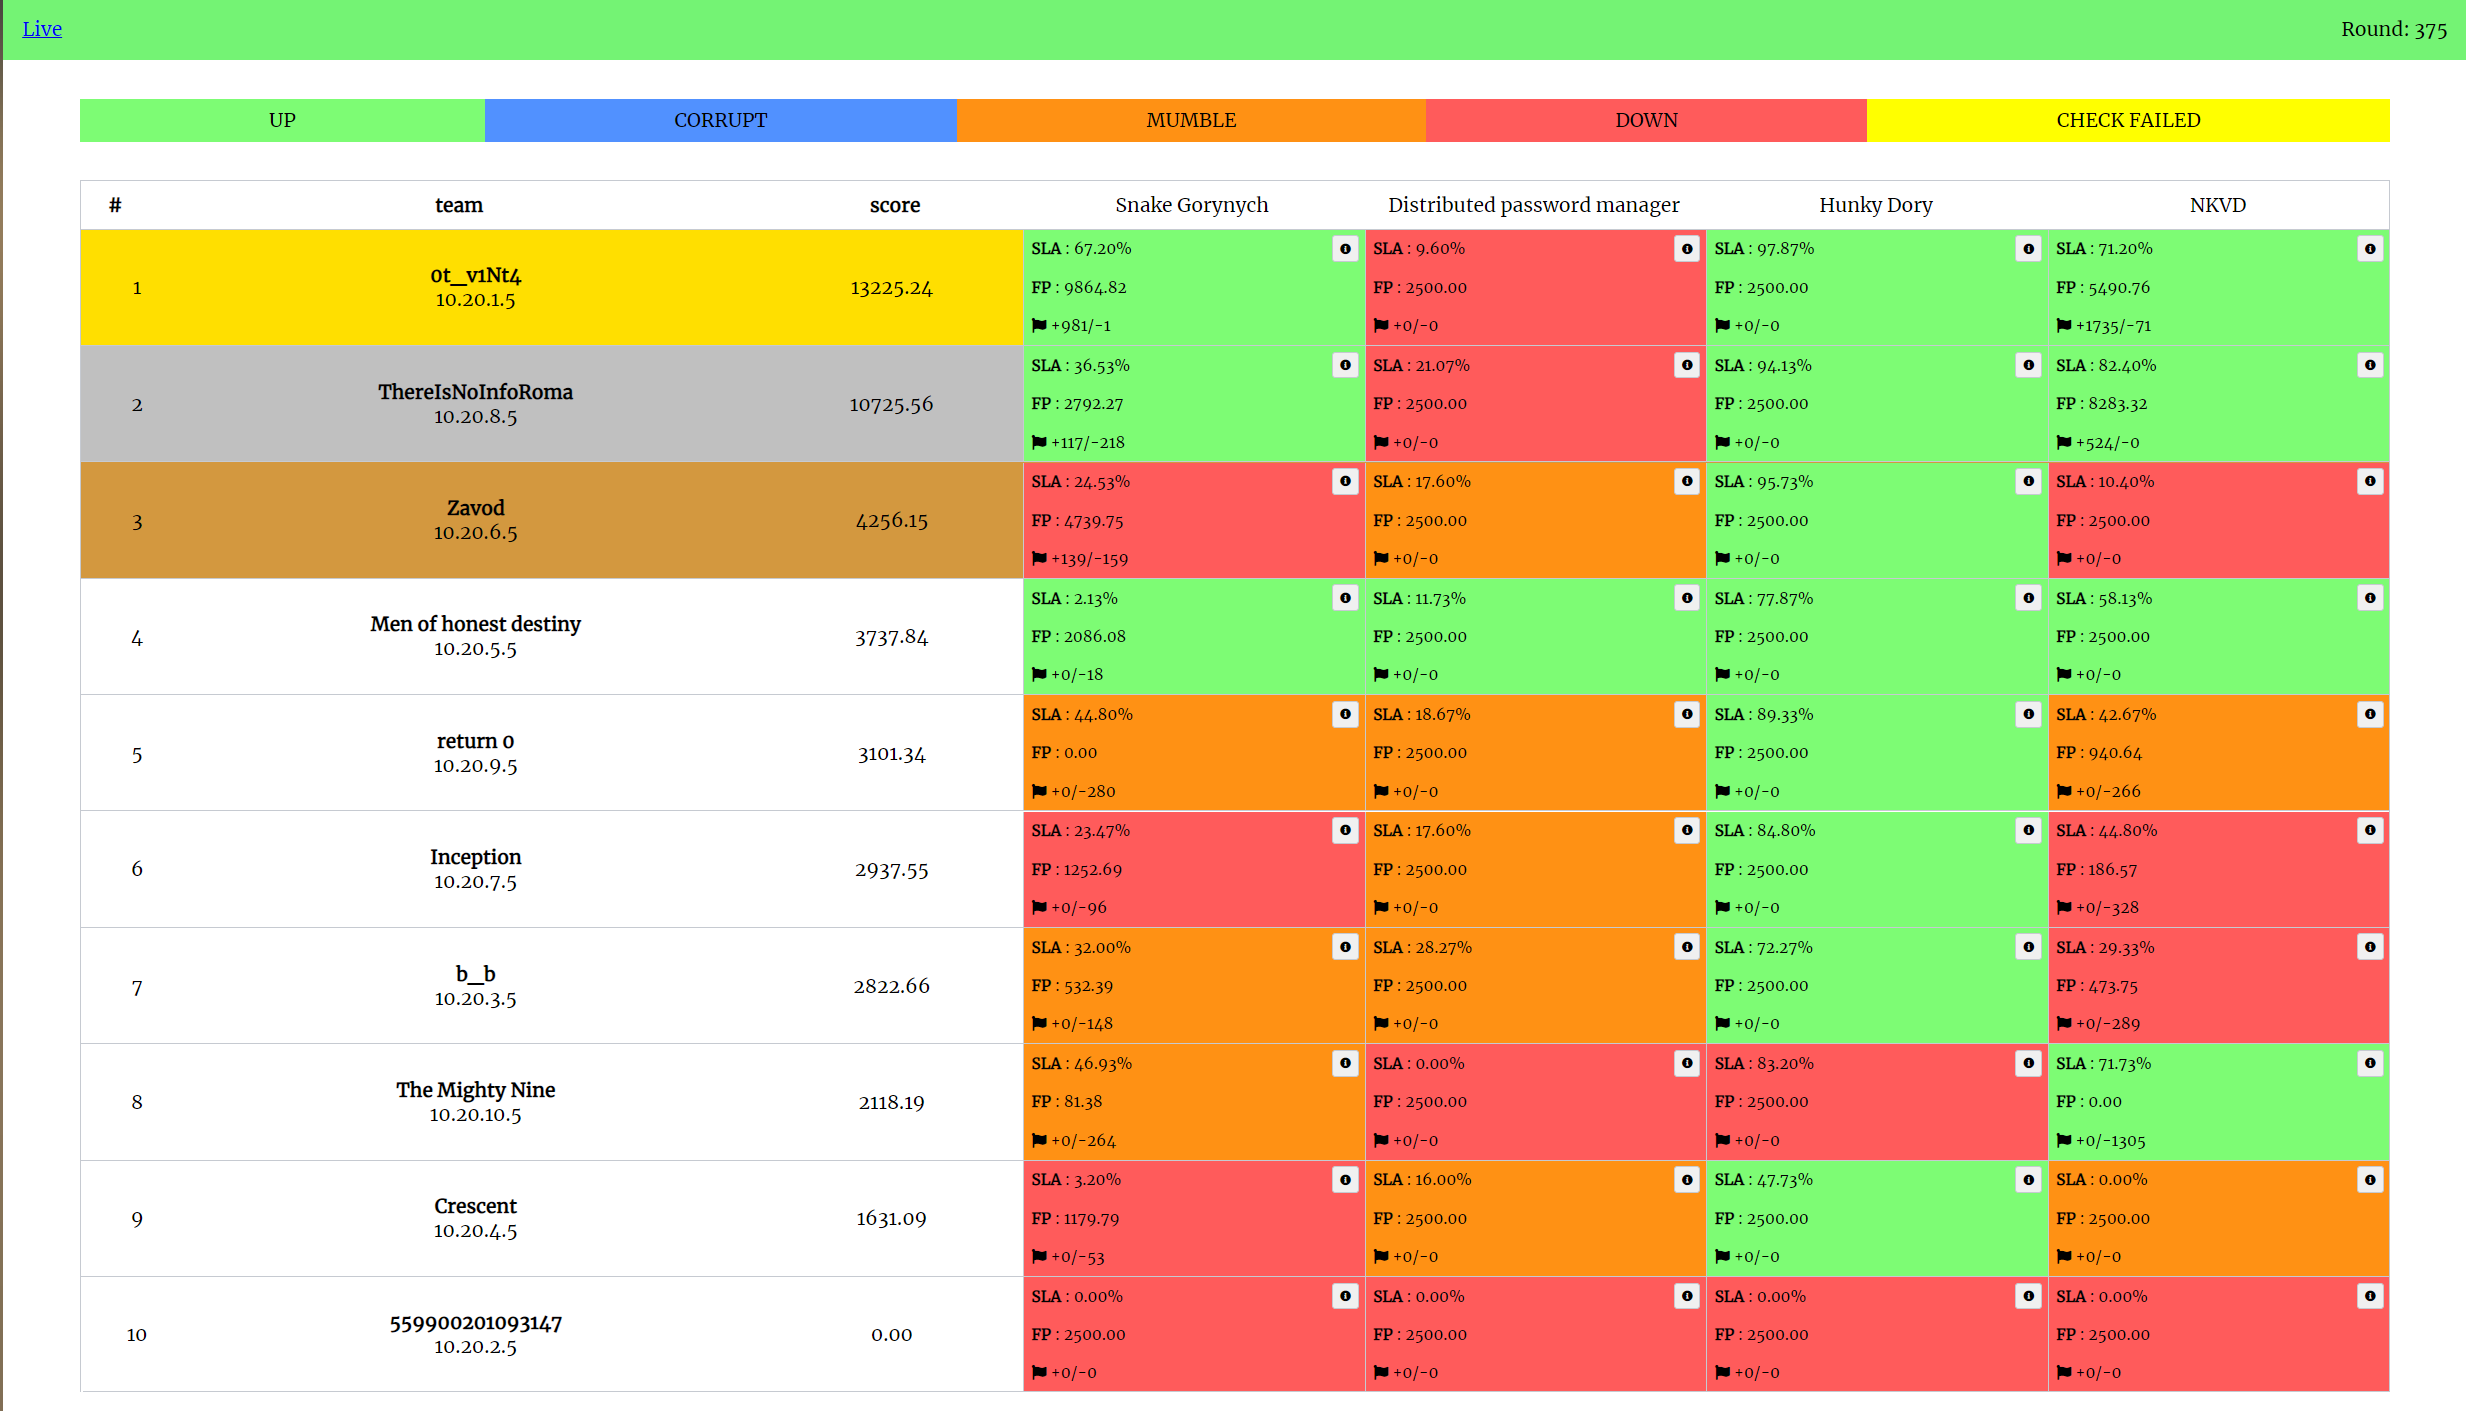 Live
Round: 375
UP CORRUPT MUMBLE DOWN CHECK FAILED
# team score Snake Gorynych Distributed password manager Hunky Dory NKVD
SLA : 67.20% SLA : 9.60% SLA : 97.87% SLA : 71.20%
0t_v1Nt4
1 13225.24 FP : 9864.82 FP : 2500.00 FP : 2500.00 FP : 5490.76
10.20.1.5
+981/-1 +0/-0 +0/-0 +1735/-71
SLA : 36.53% SLA : 21.07% SLA : 94.13% SLA : 82.40%
ThereIsNoInfoRoma
2 10725.56 FP : 2792.27 FP : 2500.00 FP : 2500.00 FP : 8283.32
10.20.8.5
+117/-218 +0/-0 +0/-0 +524/-0
SLA : 24.53% SLA : 17.60% SLA : 95.73% SLA : 10.40%
Zavod
3 4256.15 FP : 4739.75 FP : 2500.00 FP : 2500.00 FP : 2500.00
10.20.6.5
+139/-159 +0/-0 +0/-0 +0/-0
SLA : 2.13% SLA : 11.73% SLA : 77.87% SLA : 58.13%
Men of honest destiny
4 3737.84 FP : 2086.08 FP : 2500.00 FP : 2500.00 FP : 2500.00
10.20.5.5
+0/-18 +0/-0 +0/-0 +0/-0
SLA : 44.80% SLA : 18.67% SLA : 89.33% SLA : 42.67%
return 0
5 3101.34 FP : 0.00 FP : 2500.00 FP : 2500.00 FP : 940.64
10.20.9.5
+0/-280 +0/-0 +0/-0 +0/-266
SLA : 23.47% SLA : 17.60% SLA : 84.80% SLA : 44.80%
Inception
6 2937.55 FP : 1252.69 FP : 2500.00 FP : 2500.00 FP : 186.57
10.20.7.5
+0/-96 +0/-0 +0/-0 +0/-328
SLA : 32.00% SLA : 28.27% SLA : 72.27% SLA : 29.33%
b_b
7 2822.66 FP : 532.39 FP : 2500.00 FP : 2500.00 FP : 473.75
10.20.3.5
+0/-148 +0/-0 +0/-0 +0/-289
SLA : 46.93% SLA : 0.00% SLA : 83.20% SLA : 71.73%
The Mighty Nine
8 2118.19 FP : 81.38 FP : 2500.00 FP : 2500.00 FP : 0.00
10.20.10.5
+0/-264 +0/-0 +0/-0 +0/-1305
SLA : 3.20% SLA : 16.00% SLA : 47.73% SLA : 0.00%
Crescent
9 1631.09 FP : 1179.79 FP : 2500.00 FP : 2500.00 FP : 2500.00
10.20.4.5
+0/-53 +0/-0 +0/-0 +0/-0
SLA : 0.00% SLA : 0.00% SLA : 0.00% SLA : 0.00%
559900201093147
10 0.00 FP : 2500.00 FP : 2500.00 FP : 2500.00 FP : 2500.00
10.20.2.5
+0/-0 +0/-0 +0/-0 +0/-0